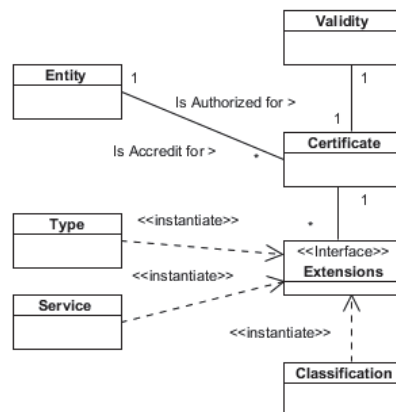 Validity
Entity
1
1
Is Authorized for >
1
Is Accredit for >
*
Certificate
1
Type
<<instantiate>>
*
<<Interface>>
Extensions
<<instantiate>>
Service
<<instantiate>>
Classification